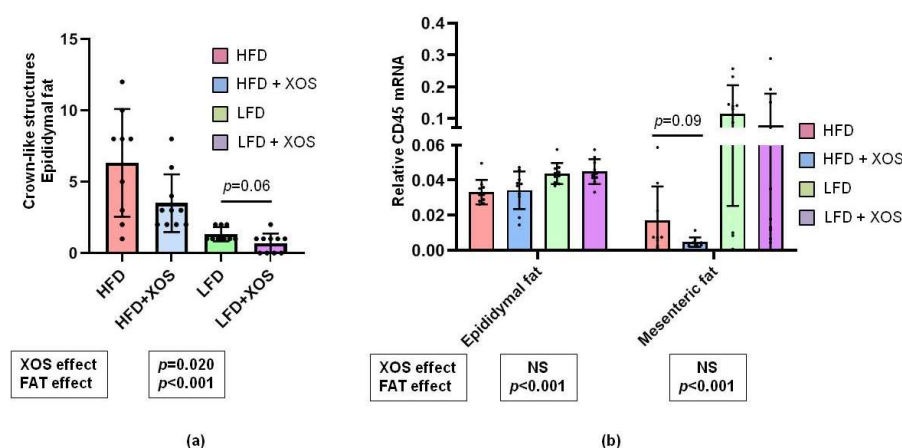 Crown-like structures
Epididymal fat
15
10
5
0
HFD
HFD + XOS
LFD
LFD + XOS
p=0.06
HFD
HFD+XOS
LFD
LFD+XOS
XOS effect p=0.020
FAT effect p<0.001
(a)
Relative CD45 mRNA
0.4
0.3
0.2
0.1
0.06
0.04
0.02
0.00
p=0.09
HFD
HFD + XOS
LFD
LFD + XOS
Epididymal fat
Mesenteric fat
XOS effect NS NS
FAT effect p<0.001 p<0.001
(b)